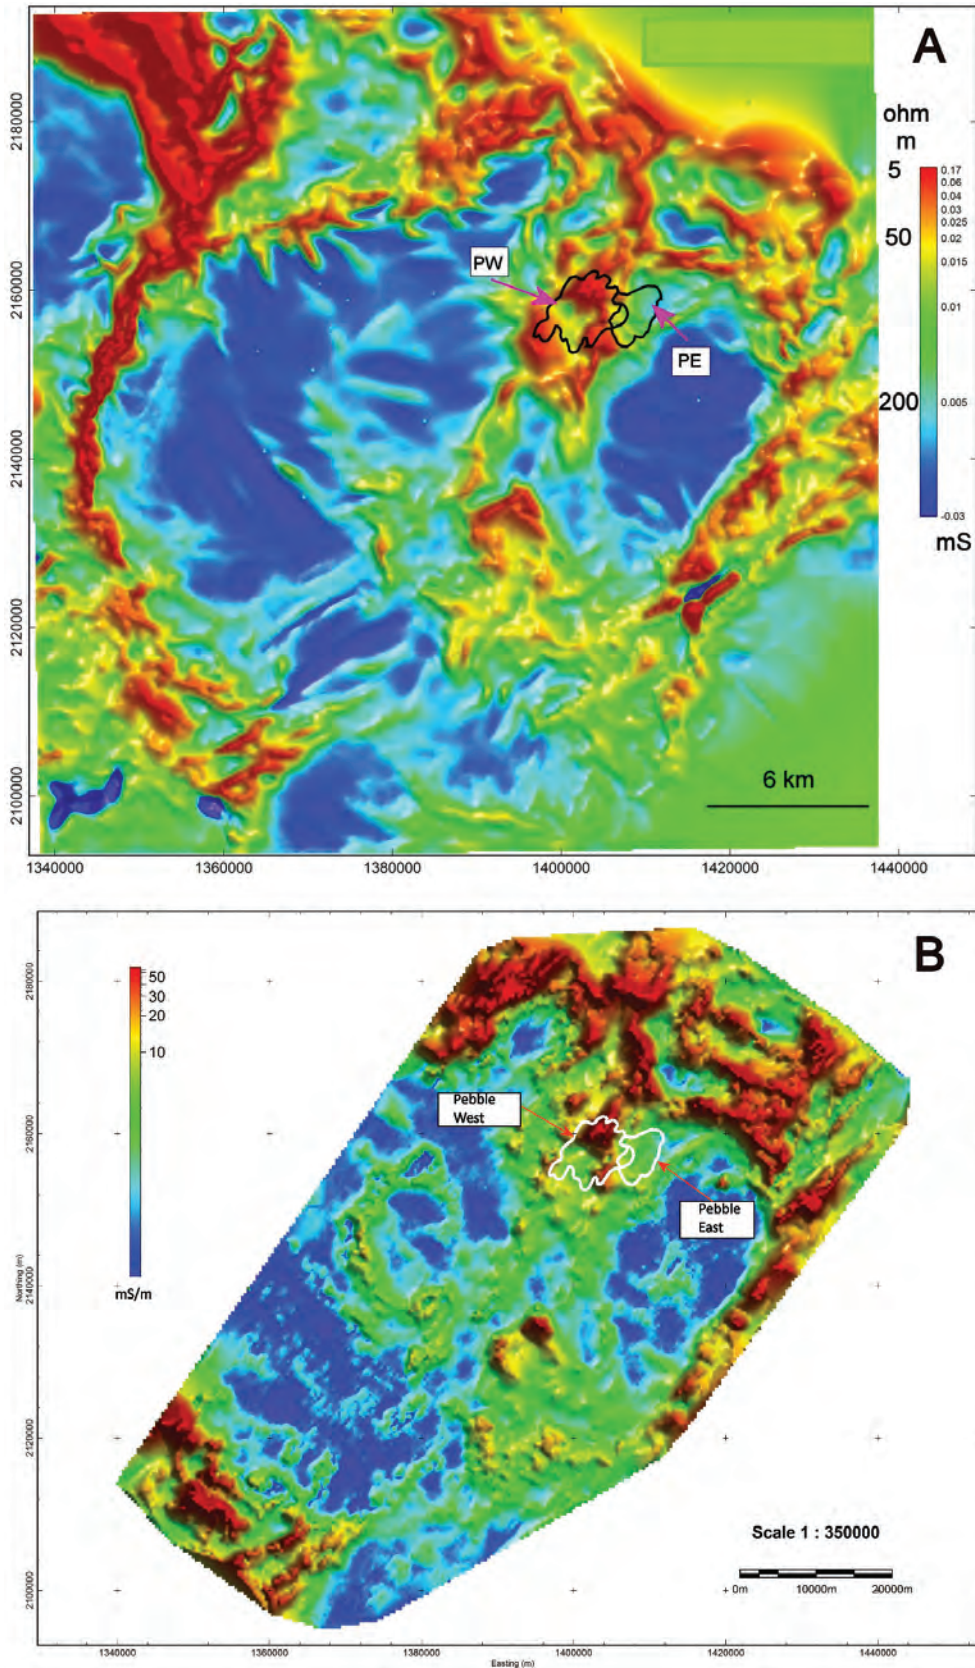 A
ohm
m
5
50
200
0.17
0.06
0.04
0.03
0.025
0.02
0.015
0.01
0.005
-0.03
mS
PW
PE
6 km
2180000
2160000
2140000
2120000
2100000
1340000
1360000
1380000
1400000
1420000
1440000
B
50
30
20
10
mS/m
Pebble
West
Pebble
East
Scale 1 : 350000
0m
10000m
20000m
2180000
2160000
2140000
2120000
2100000
Northing (m)
1340000
1360000
1380000
1400000
1420000
1440000
Easting (m)